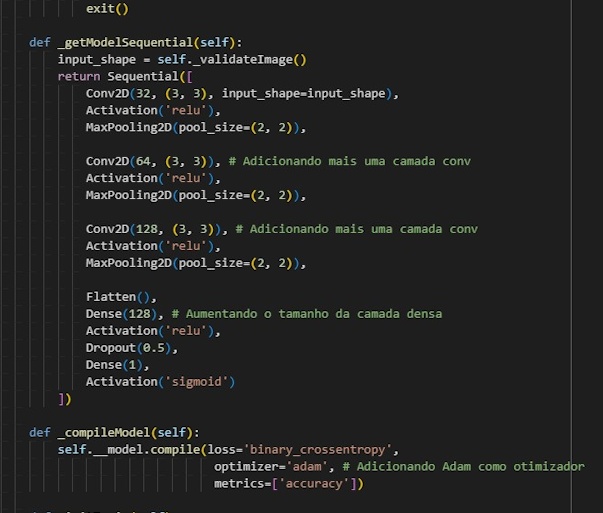 exit()
def _getModelSequential(self):
input_shape = self._validateImage()
return Sequential([
Conv2D(32, (3, 3), input_shape=input_shape),
Activation('relu'),
MaxPooling2D(pool_size=(2, 2)),
Conv2D(64, (3, 3)), # Adicionando mais uma camada conv
Activation('relu'),
MaxPooling2D(pool_size=(2, 2)),
Conv2D(128, (3, 3)), # Adicionando mais uma camada conv
Activation('relu'),
MaxPooling2D(pool_size=(2, 2)),
Flatten(),
Dense(128), # Aumentando o tamanho da camada densa
Activation('relu'),
Dropout(0.5),
Dense(1),
Activation('sigmoid')
])
def _compileModel(self):
self.__model.compile(loss='binary_crossentropy',
optimizer='adam', # Adicionando Adam como otimizador
metrics=['accuracy'])